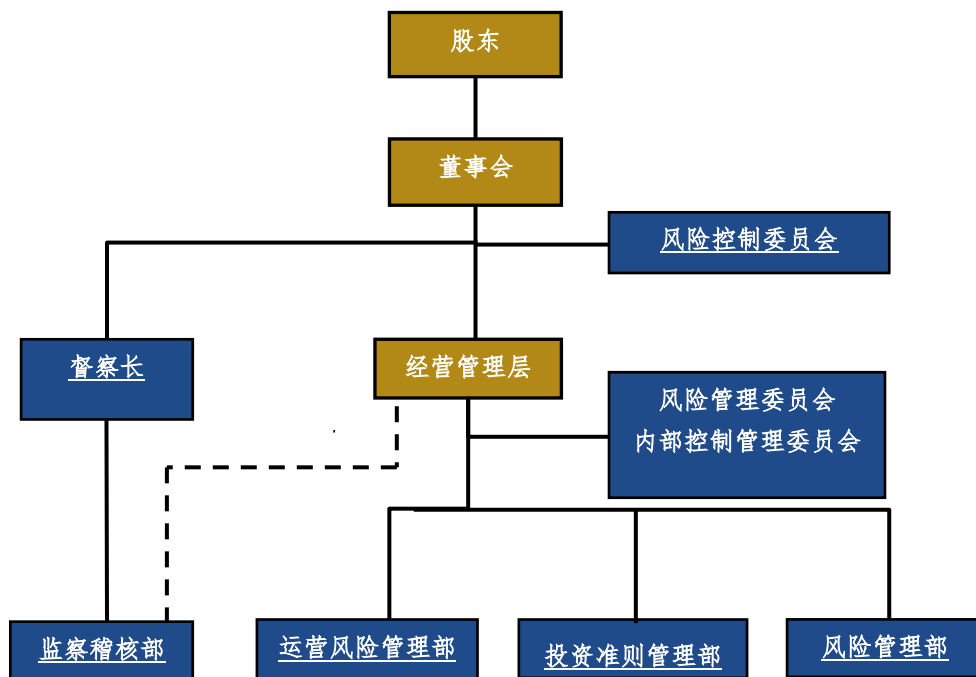 股东
董事会
风险控制委员会
督察长
经营管理层
风险管理委员会
内部控制管理委员会
监察稽核部
运营风险管理部
投资准则管理部
风险管理部